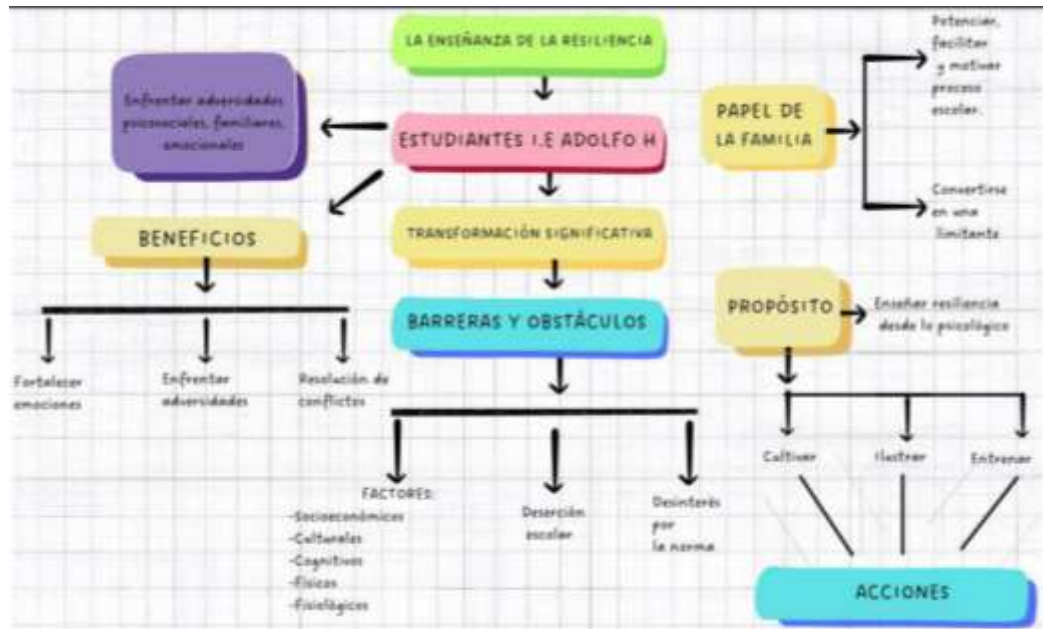 LA ENSEÑANZA DE LA RESILIENCIA
Enfrentar adversidades
psicosociales, familiares,
emocionales
ESTUDIANTES I.E ADOLFO H
BENEFICIOS
Fortalecer
emociones
Enfrentar
adversidades
Resolución de
conflictos
TRANSFORMACIÓN SIGNIFICATIVA
BARRERAS Y OBSTÁCULOS
FACTORES:
-Socioeconómicos
-Culturales
-Cognitivos
-Físicos
-Fisiológicos
Deserción
escolar
Desinterés
por
la norma
PAPEL DE
LA FAMILIA
Potenciar,
facilitar
y motivar
proceso
escolar.
Convertirse
en una
limitante
PROPÓSITO
Enseñar resiliencia
desde lo psicológico
Cultivar
Ilustrar
Entrenar
ACCIONES